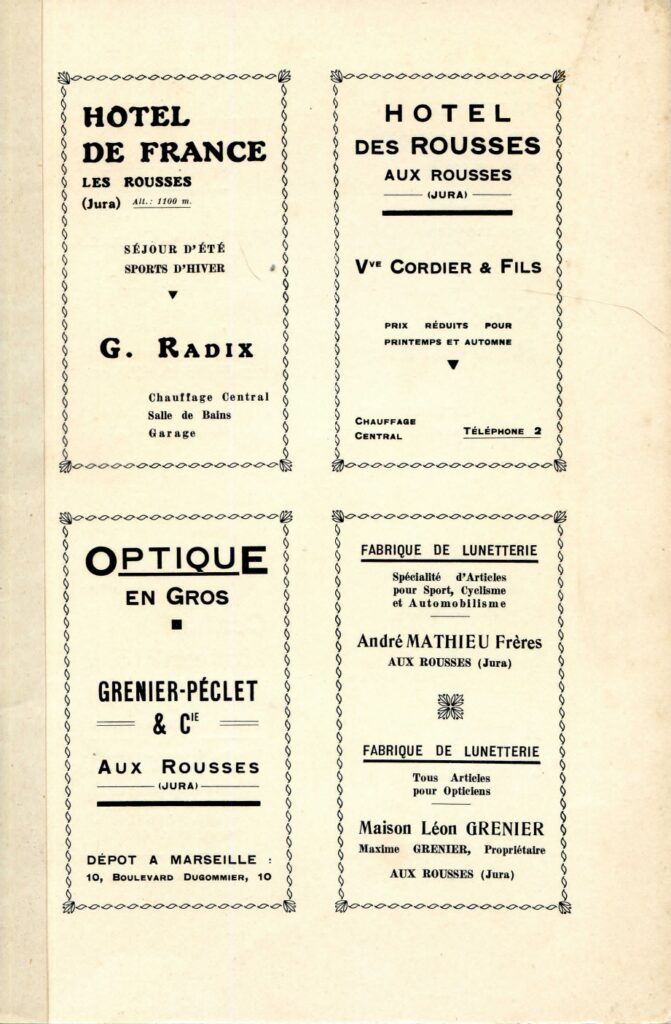 HOTEL
DE FRANCE
LES ROUSSES
(Jura) Alt. : 1100 m.
SÉJOUR D'ÉTÉ
SPORTS D'HIVER
G. RADIX
Chauffage Central
Salle de Bains
Garage
HOTEL
DES ROUSSES
AUX ROUSSES
(JURA)
Vve CORDIER & FILS
PRIX RÉDUITS POUR
PRINTEMPS ET AUTOMNE
CHAUFFAGE
CENTRAL
TÉLÉPHONE 2
OPTIQUE
EN GROS
GRENIER-PÉCLET
& CIE
AUX ROUSSES
(JURA)
DÉPOT A MARSEILLE :
10, BOULEVARD DUGOMMIER, 10
FABRIQUE DE LUNETTERIE
Spécialité d'Articles
pour Sport, Cyclisme
et Automobilisme
André MATHIEU Frères
AUX ROUSSES (Jura)
FABRIQUE DE LUNETTERIE
Tous Articles
pour Opticiens
Maison Léon GRENIER
Maxime GRENIER, Propriétaire
AUX ROUSSES (Jura)